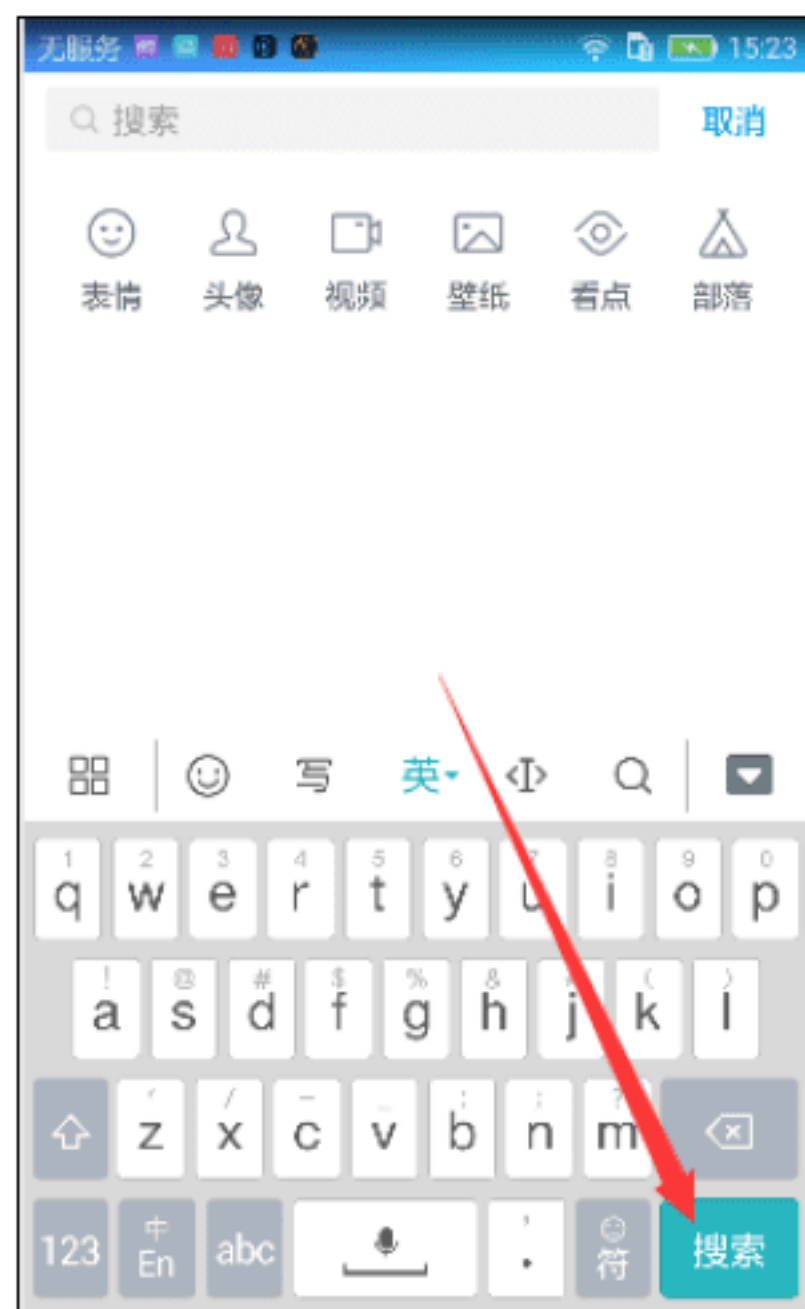 无服务 15:23
搜索 取消
表情 头像 视频 壁纸 看点 部落
写 英
1 2 3 4 5 6 7 8 9 0
q w e r t y u i o p
! @ # $ % & ( )
a s d f g h j k l
/ – _ : ; ?
z x c v b n m
123 中 En abc , . 符 搜索